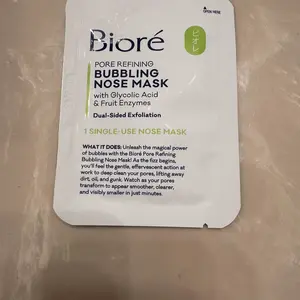 OPEN HERE
Bioré
PORE REFINING
BUBBLING
NOSE MASK
with Glycolic Acid
& Fruit Enzymes
Dual-Sided Exfoliation
1 SINGLE-USE NOSE MASK
WHAT IT DOES: Unleash the magical power
of bubbles with the Bioré Pore Refining
Bubbling Nose Mask! As the fizz begins,
you'll feel the gentle, effervescent action at
work to deep clean your pores, lifting away
dirt, oil, and gunk. Watch as your pores
transform to appear smoother, clearer,
and visibly smaller in just minutes.